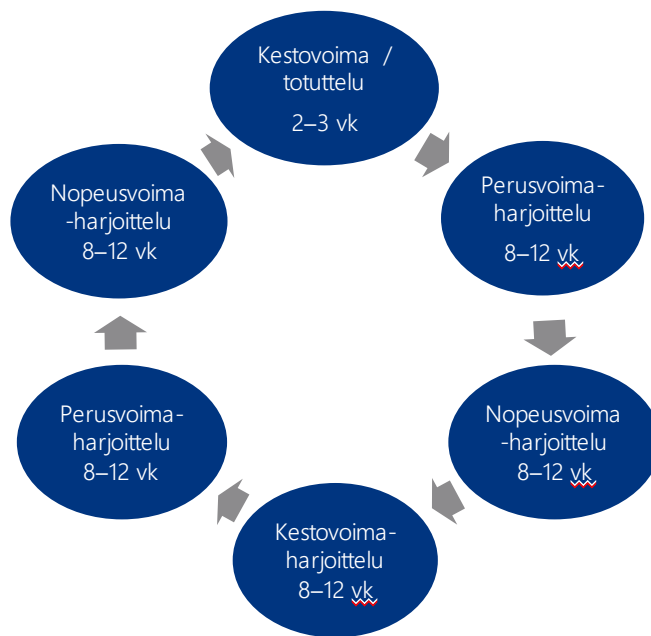 Kestovoima /
totuttelu
2–3 vk
Perusvoima-
harjoittelu
8–12 vk
Nopeusvoima
-harjoittelu
8–12 vk
Kestovoima-
harjoittelu
8–12 vk
Perusvoima-
harjoittelu
8–12 vk
Nopeusvoima
-harjoittelu
8–12 vk